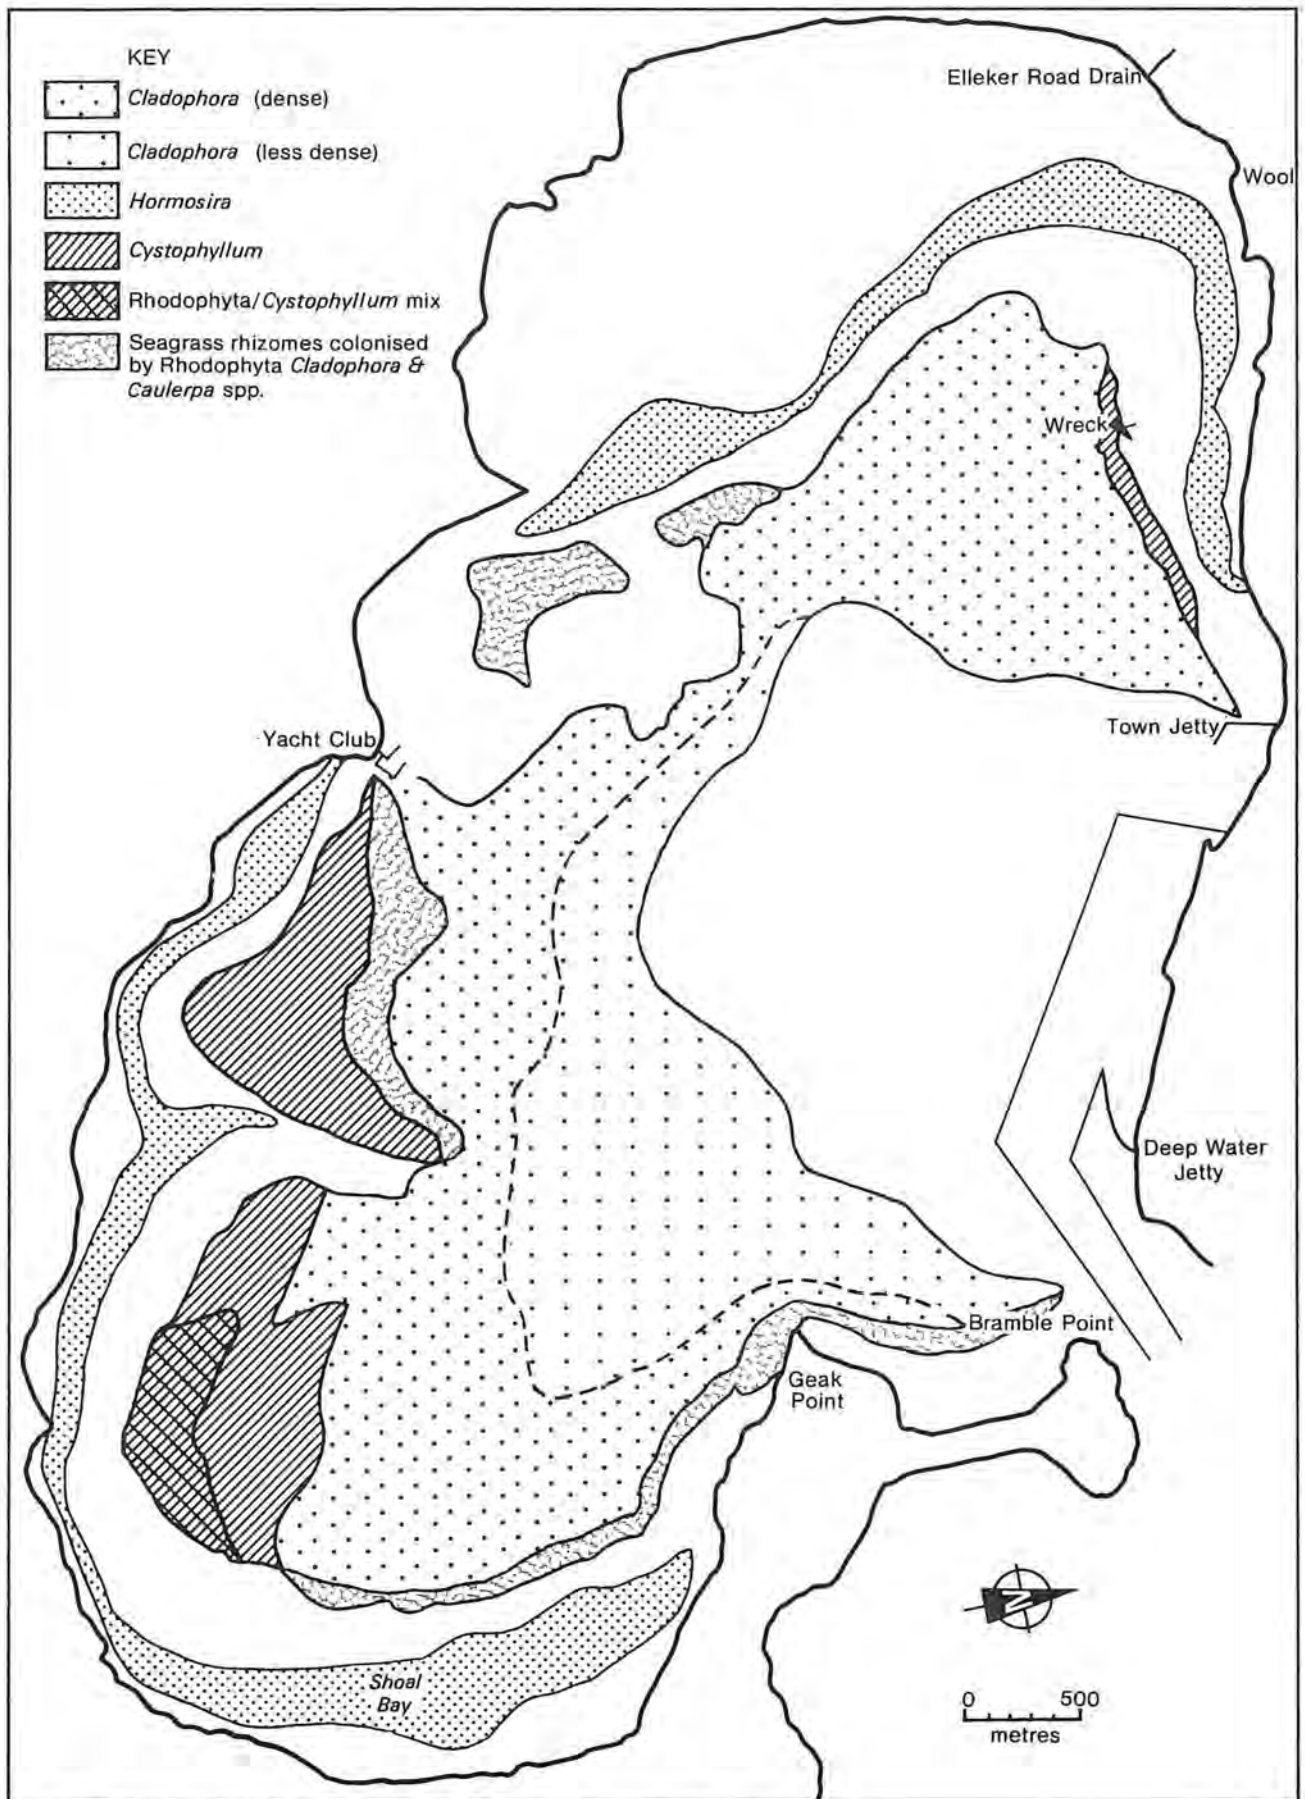 KEY
Cladophora (dense)
Cladophora (less dense)
Hormosira
Cystophyllum
Rhodophyta/Cystophyllum mix
Seagrass rhizomes colonised
by Rhodophyta Cladophora &
Caulerpa spp.
Elleker Road Drain
Wool
Wreck
Yacht Club
Town Jetty
Deep Water
Jetty
Bramble Point
Geak
Point
N
Shoal
Bay
0 500
metres